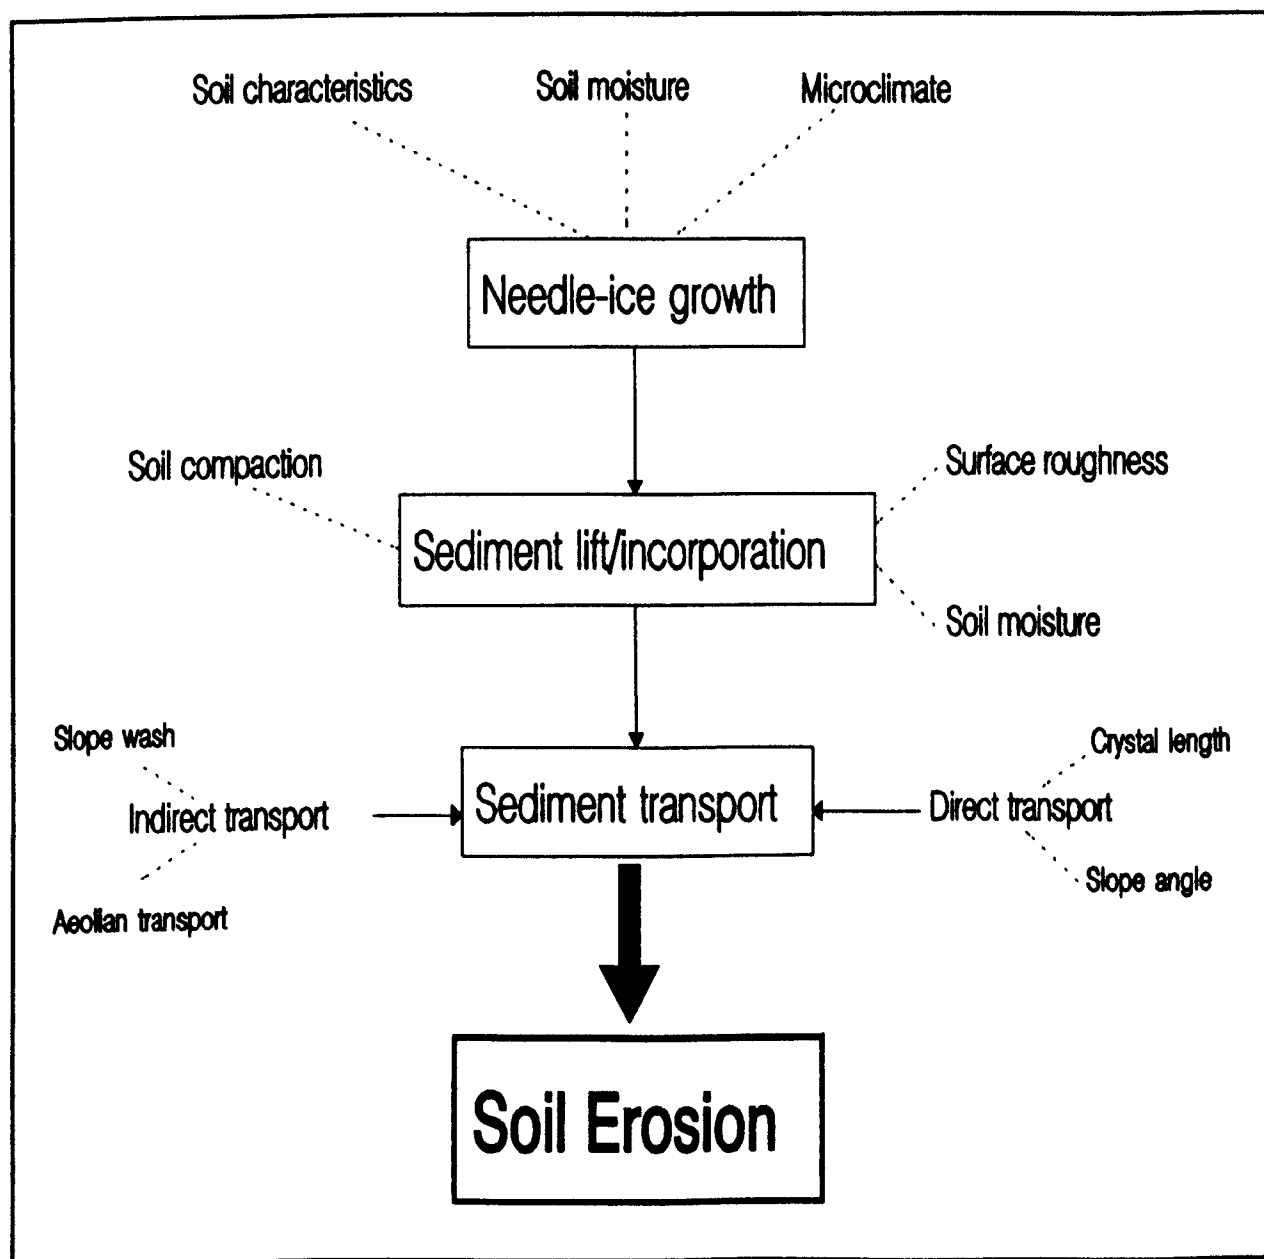 Soil characteristics
Soil moisture
Microclimate
Needle-ice growth
Soil compaction
Surface roughness
Sediment lift/incorporation
Soil moisture
Slope wash
Crystal length
Indirect transport
Sediment transport
Direct transport
Slope angle
Aeolian transport
Soil Erosion